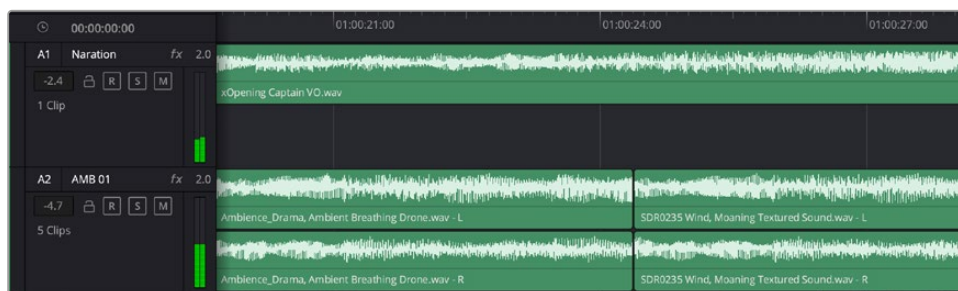 00:00:00:00 01:00:21:00 01:00:24:00 01:00:27:00
A1 Naration fx 2.0
-2.4 R S M
xOpening Captain VO.wav
1 Clip
A2 AMB 01 fx 2.0
-4.7 R S M
Ambience_Drama, Ambient Breathing Drone.wav - L SDR0235 Wind, Moaning Textured Sound.wav - L
5 Clips
Ambience_Drama, Ambient Breathing Drone.wav - R SDR0235 Wind, Moaning Textured Sound.wav - R